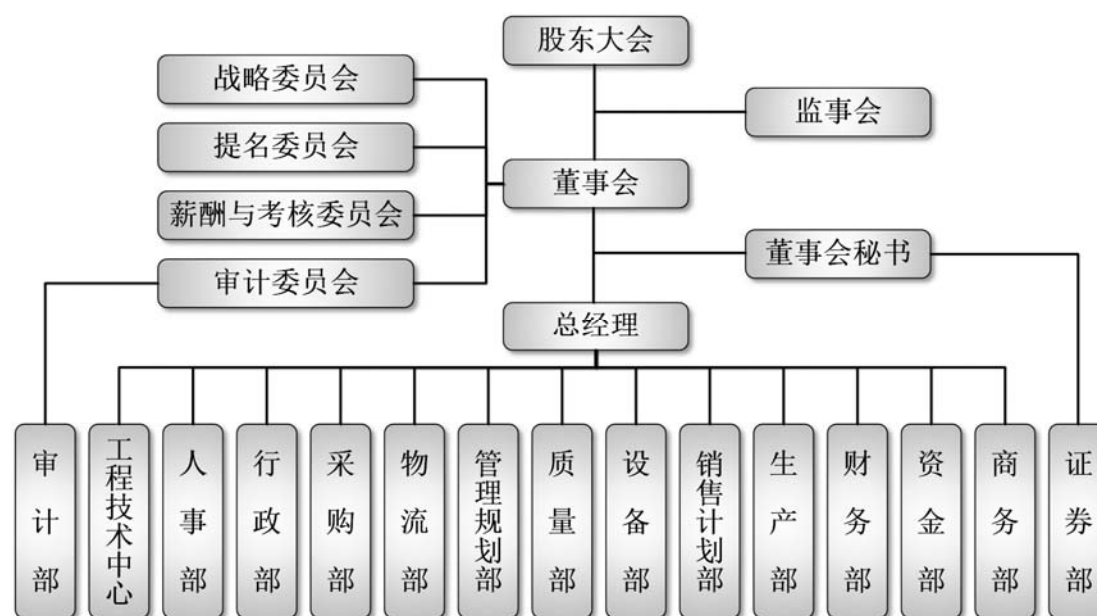 股东大会
战略委员会
监事会
提名委员会
董事会
薪酬与考核委员会
董事会秘书
审计委员会
总经理
审计部
工程技术中心
人事部
行政部
采购部
物流部
管理规划部
质量部
设备部
销售计划部
生产部
财务部
资金部
商务部
证券部